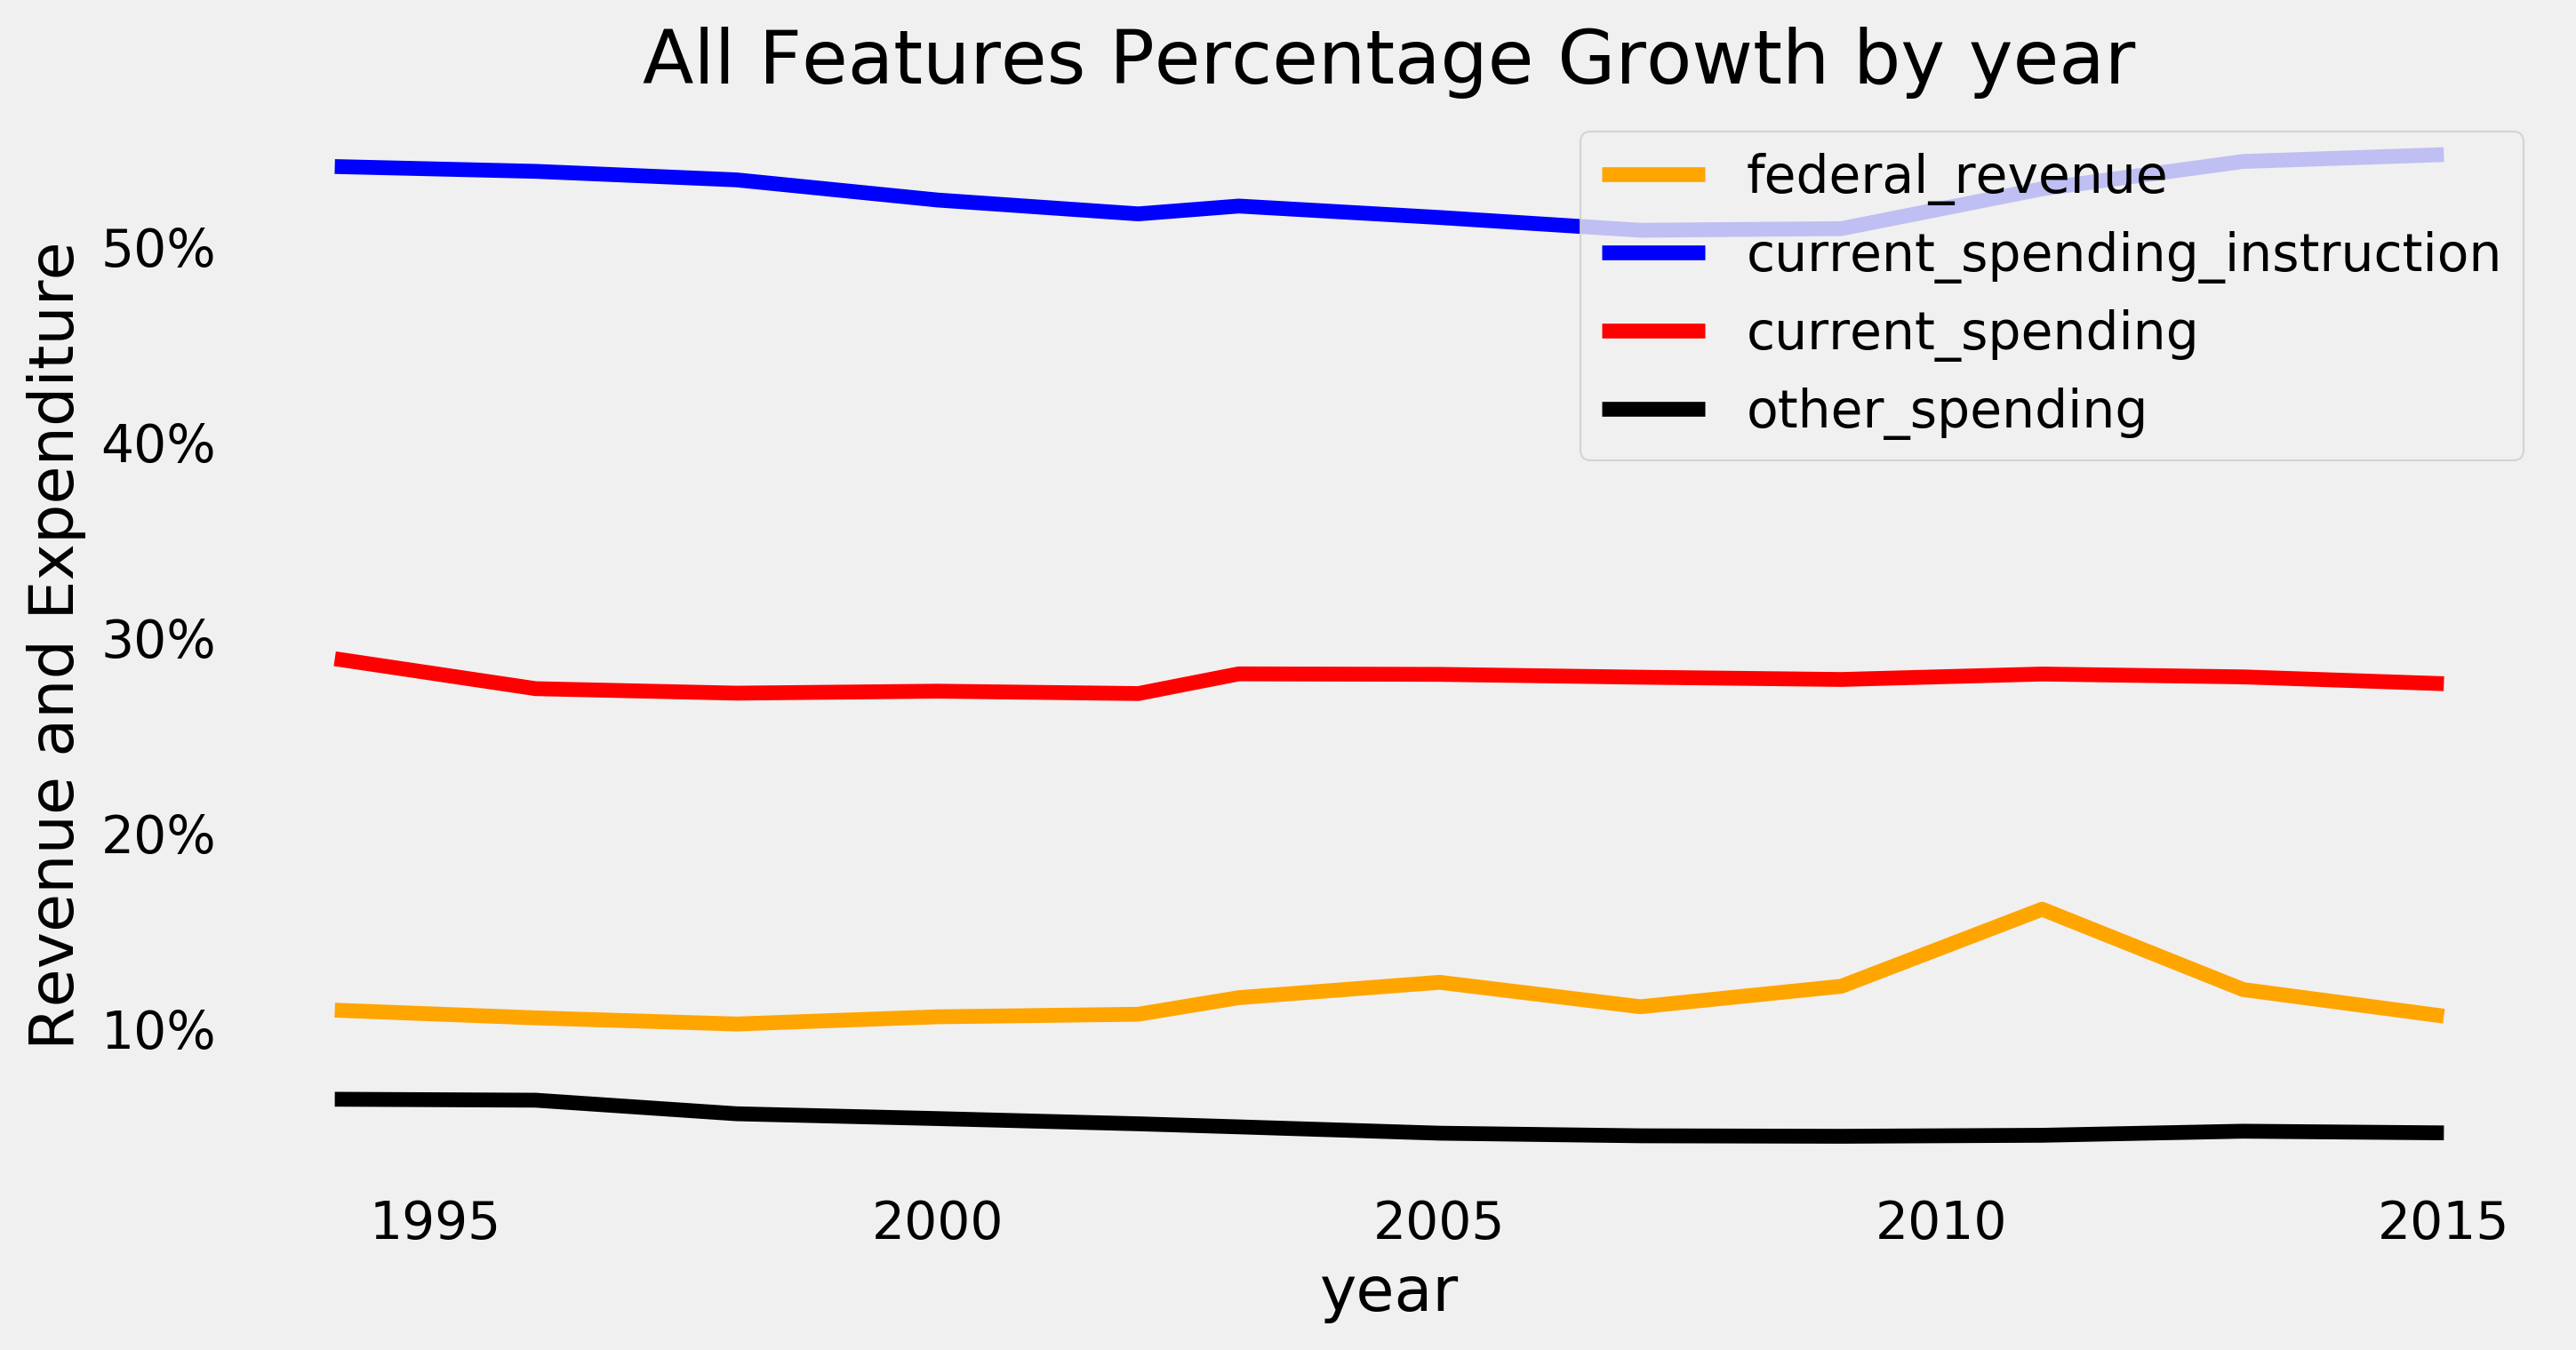 All Features Percentage Growth by year
federal_revenue
current_spending_instruction
current_spending
other_spending
Revenue and Expenditure
50%
40%
30%
20%
10%
1995 2000 2005 2010 2015
year